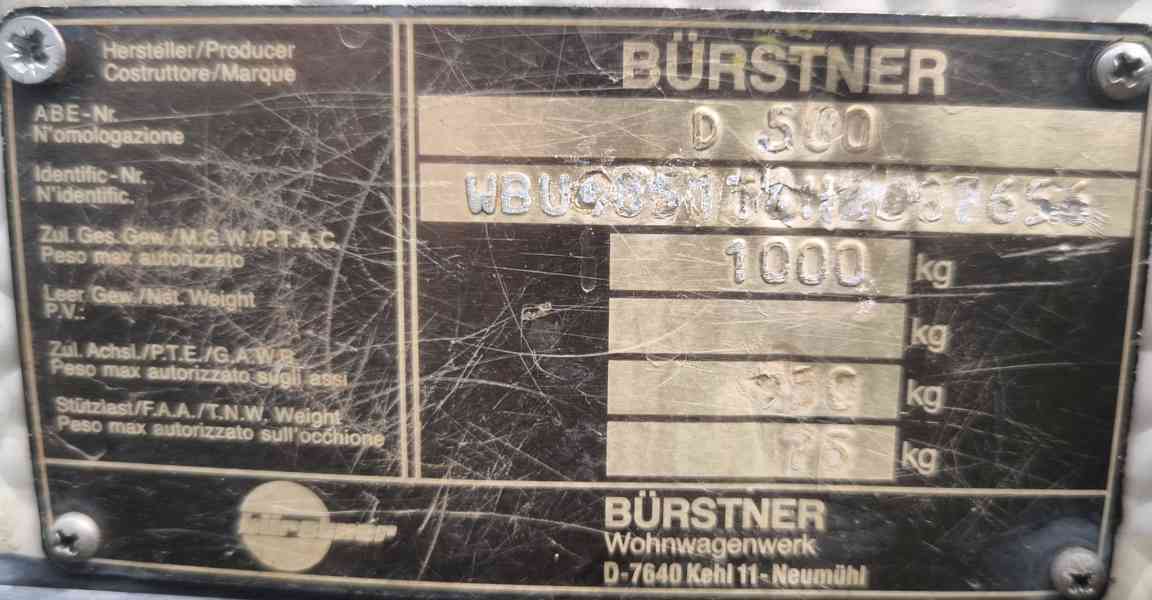 Hersteller/Producer
Costruttore/Marque
BÜRSTNER
ABE-Nr.
N'omologazione
D 500
Identific-Nr.
N'identific.
Zul. Ges. Gew./M.G.W./P.T.A.C.
Peso max autorizzato
1000 kg
Leer. Gew./Net. Weight
P.V.:
kg
Zul. Achsl./P.T.E./G.A.W.R.
Peso max autorizzato sugli assi
950 kg
Stützlast/F.A.A./T.N.W. Weight
Peso max autorizzato sull'occhione
75 kg
BÜRSTNER
Wohnwagenwerk
D-7640 Kehl 11-Neumühl